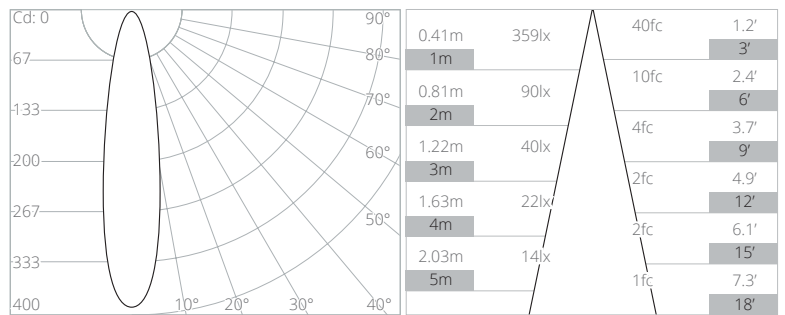 Cd: 0
90°
67
80°
133
70°
200
60°
267
50°
333
400
10°
20°
30°
40°
0.41m 359lx
1m
0.81m 90lx
2m
1.22m 40lx
3m
1.63m 22lx
4m
2.03m 14lx
5m
40fc 1.2′
3′
10fc 2.4′
6′
4fc 3.7′
9′
2fc 4.9′
12′
2fc 6.1′
15′
1fc 7.3′
18′